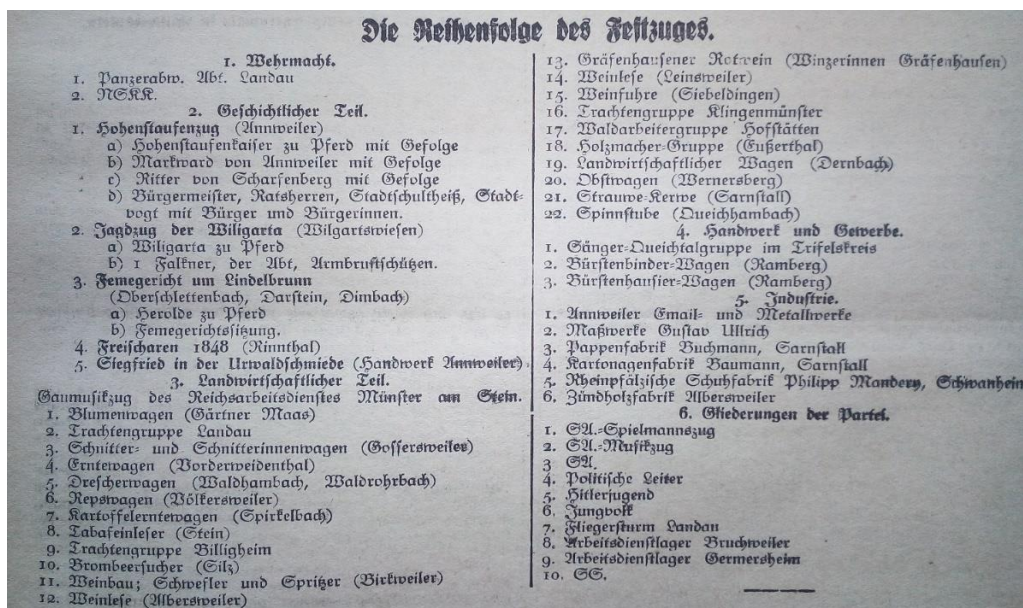 Die Reihenfolge des Festzuges.
1. Wehrmacht.
1. Panzerabw. Abt. Landau
2. NSKK.
2. Geschichtlicher Teil.
1. Hohenstaufenzug (Annweiler)
a) Hohenstaufenkaiser zu Pferd mit Gefolge
b) Markward von Annweiler mit Gefolge
c) Ritter von Scharfenberg mit Gefolge
d) Bürgermeister, Ratsherren, Stadtschultheiß, Stadt-
vogt mit Bürger und Bürgerinnen.
2. Jagdzug der Wiligarta (Wilgartswiesen)
a) Wiligarta zu Pferd
b) 1 Falkner, der Abt, Armbrustschützen.
3. Femegericht um Lindelbrunn
(Oberschlettenbach, Darstein, Dimbach)
a) Herolde zu Pferd
b) Femegerichtssitzung.
4. Freischaren 1848 (Rinnthal)
5. Siegfried in der Urwaldschmiede (Handwerk Annweiler)
3. Landwirtschaftlicher Teil.
Gaumusikzug des Reichsarbeitsdienstes Münster am Stein.
1. Blumenwagen (Gärtner Maas)
2. Trachtengruppe Landau
3. Schnitter- und Schnitterinnenwagen (Gossersweiler)
4. Erntewagen (Vorderweidenthal)
5. Drescherwagen (Waldhambach, Waldrohrbach)
6. Repswagen (Völkersweiler)
7. Kartoffelerntewagen (Spirkelbach)
8. Tabakeinleser (Stein)
9. Trachtengruppe Billigheim
10. Brombeersucher (Silz)
11. Weinbau; Schwefler und Spritzer (Birkweiler)
12. Weinlese (Albersweiler)
13. Gräfenhausener Rotwein (Winzerinnen Gräfenhausen)
14. Weinlese (Leinsweiler)
15. Weinfuhre (Siebeldingen)
16. Trachtengruppe Klingenmünster
17. Waldarbeitergruppe Hofstätten
18. Holzmacher-Gruppe (Eußerthal)
19. Landwirtschaftlicher Wagen (Dernbach)
20. Obstwagen (Wernersberg)
21. Strauwe-Kerwe (Sarnstall)
22. Spinnstube (Queichhambach)
4. Handwerk und Gewerbe.
1. Sänger-Queichtalgruppe im Trifelskreis
2. Bürstenbinder-Wagen (Ramberg)
3. Bürstenhausier-Wagen (Ramberg)
5. Industrie.
1. Annweiler Email- und Metallwerke
2. Maßwerke Gustav Ullrich
3. Pappenfabrik Buchmann, Sarnstall
4. Kartonagenfabrik Baumann, Sarnstall
5. Rheinpfälzische Schuhfabrik Philipp Mandery, Schwanheim
6. Zündholzfabrik Albersweiler
6. Gliederungen der Partei.
1. SA.-Spielmannszug
2. SA.-Musikzug
3 SA.
4. Politische Leiter
5. Hitlerjugend
6. Jungvolk
7. Fliegersturm Landau
8. Arbeitsdienstlager Bruchweiler
9. Arbeitsdienstlager Germersheim
10. SS.